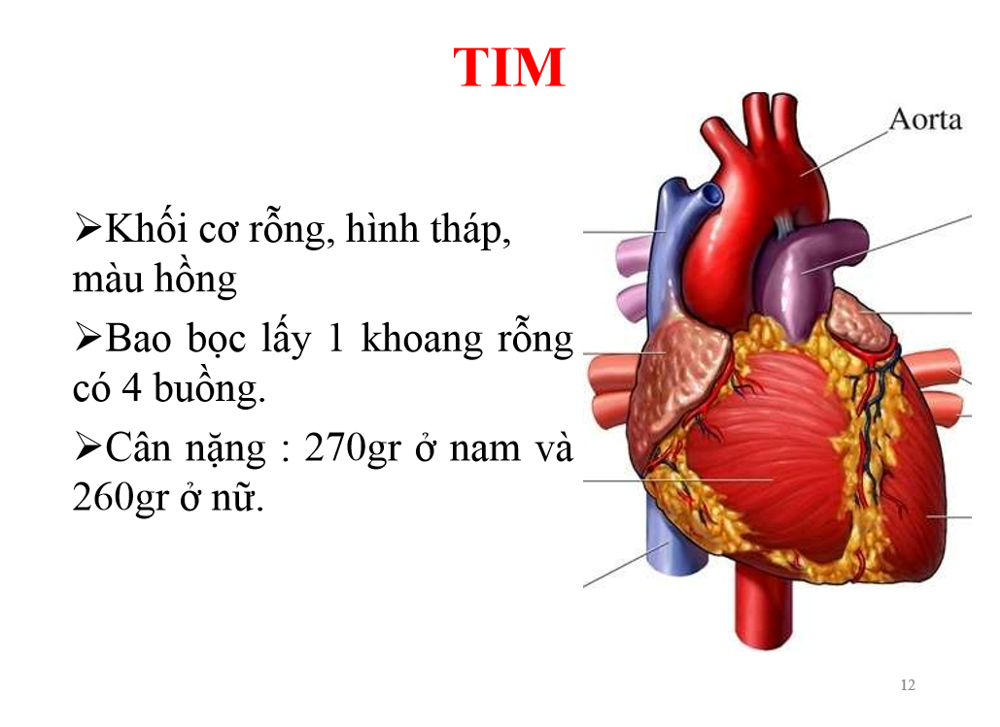 TIM
Aorta
➢Khối cơ rỗng, hình tháp,
màu hồng
➢Bao bọc lấy 1 khoang rỗng
có 4 buồng.
➢Cân nặng : 270gr ở nam và
260gr ở nữ.
12